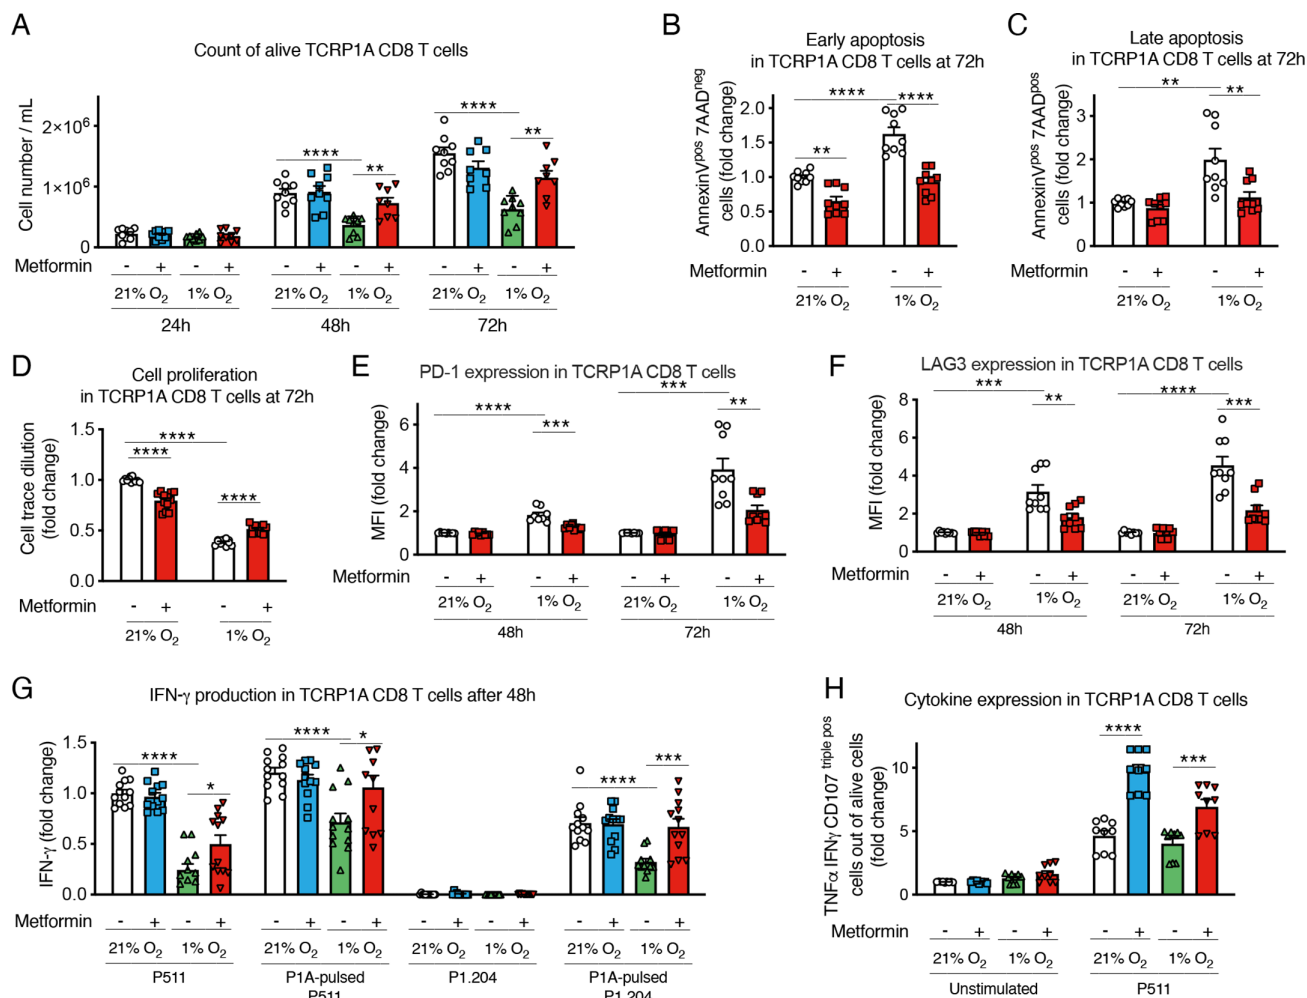 A
Count of alive TCRP1A CD8 T cells
Cell number / mL
2×10⁶
1×10⁶
0
**** ** **** **
Metformin - + - + - + - + - + - +
21% O₂ 1% O₂ 21% O₂ 1% O₂ 21% O₂ 1% O₂
24h 48h 72h
B
Early apoptosis
in TCRP1A CD8 T cells at 72h
AnnexinV^pos 7AAD^neg
cells (fold change)
2.0
1.5
1.0
0.5
0.0
** **** ****
Metformin - + - +
21% O₂ 1% O₂
C
Late apoptosis
in TCRP1A CD8 T cells at 72h
AnnexinV^pos 7AAD^pos
cells (fold change)
3
2
1
0
** **
Metformin - + - +
21% O₂ 1% O₂
D
Cell proliferation
in TCRP1A CD8 T cells at 72h
Cell trace dilution
(fold change)
1.5
1.0
0.5
0.0
****
**** ****
Metformin - + - +
21% O₂ 1% O₂
E
PD-1 expression in TCRP1A CD8 T cells
MFI (fold change)
6
4
2
0
**** *** *** **
Metformin - + - + - + - +
21% O₂ 1% O₂ 21% O₂ 1% O₂
48h 72h
F
LAG3 expression in TCRP1A CD8 T cells
MFI (fold change)
8
6
4
2
0
*** ** **** ***
Metformin - + - + - + - +
21% O₂ 1% O₂ 21% O₂ 1% O₂
48h 72h
G
IFN-γ production in TCRP1A CD8 T cells after 48h
IFN-γ (fold change)
1.5
1.0
0.5
0.0
**** * **** * **** ***
Metformin - + - + - + - + - + - + - + - +
21% O₂ 1% O₂ 21% O₂ 1% O₂ 21% O₂ 1% O₂ 21% O₂ 1% O₂
P511 P1A-pulsed P1.204 P1A-pulsed
P511 P1.204
H
Cytokine expression in TCRP1A CD8 T cells
TNFα IFNγ CD107 ^triple pos
cells out of alive cells
(fold change)
10
5
0
**** ***
Metformin - + - + - + - +
21% O₂ 1% O₂ 21% O₂ 1% O₂
Unstimulated P511